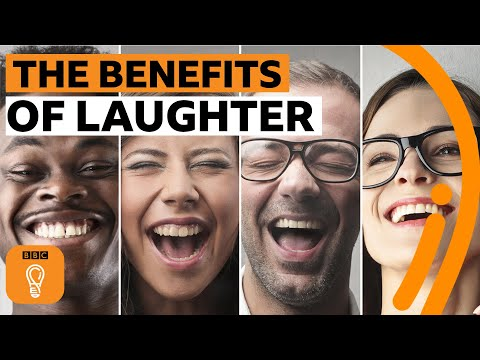 THE BENEFITS
OF LAUGHTER
BBC